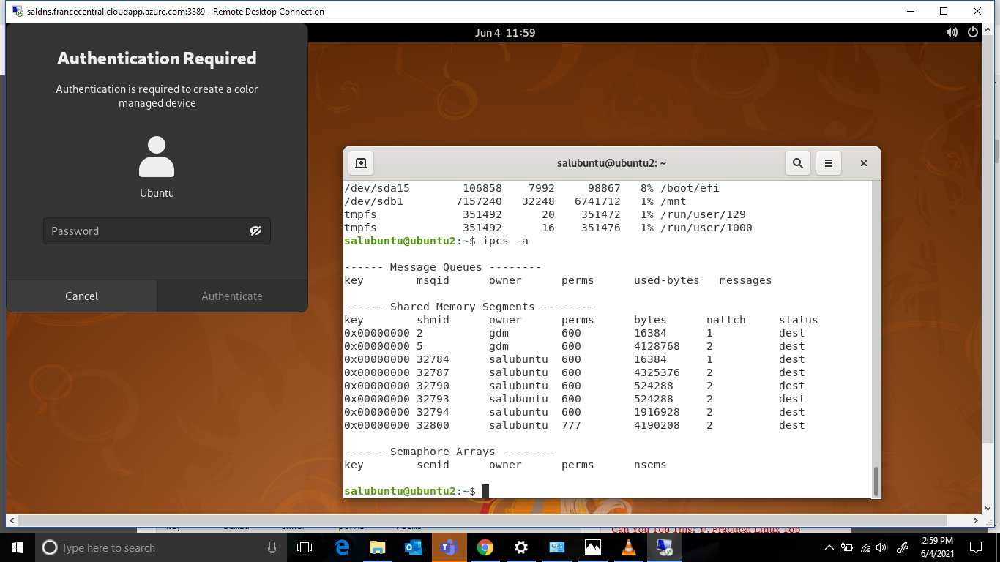 saldns.francecentral.cloudapp.azure.com:3389 - Remote Desktop Connection
Jun 4 11:59
Authentication Required
Authentication is required to create a color
managed device
Ubuntu
Password
Cancel Authenticate
salubuntu@ubuntu2: ~
/dev/sda15 106858 7992 98867 8% /boot/efi
/dev/sdb1 7157240 32248 6741712 1% /mnt
tmpfs 351492 20 351472 1% /run/user/129
tmpfs 351492 16 351476 1% /run/user/1000
salubuntu@ubuntu2:~$ ipcs -a
------ Message Queues --------
key msqid owner perms used-bytes messages
------ Shared Memory Segments --------
key shmid owner perms bytes nattch status
0x00000000 2 gdm 600 16384 1 dest
0x00000000 5 gdm 600 4128768 2 dest
0x00000000 32784 salubuntu 600 16384 1 dest
0x00000000 32787 salubuntu 600 4325376 2 dest
0x00000000 32790 salubuntu 600 524288 2 dest
0x00000000 32793 salubuntu 600 524288 2 dest
0x00000000 32794 salubuntu 600 1916928 2 dest
0x00000000 32800 salubuntu 777 4190208 2 dest
------ Semaphore Arrays --------
key semid owner perms nsems
salubuntu@ubuntu2:~$
key semid owner perms nsems
Can You Top This? 15 Practical Linux Top
Type here to search
2:59 PM
6/4/2021